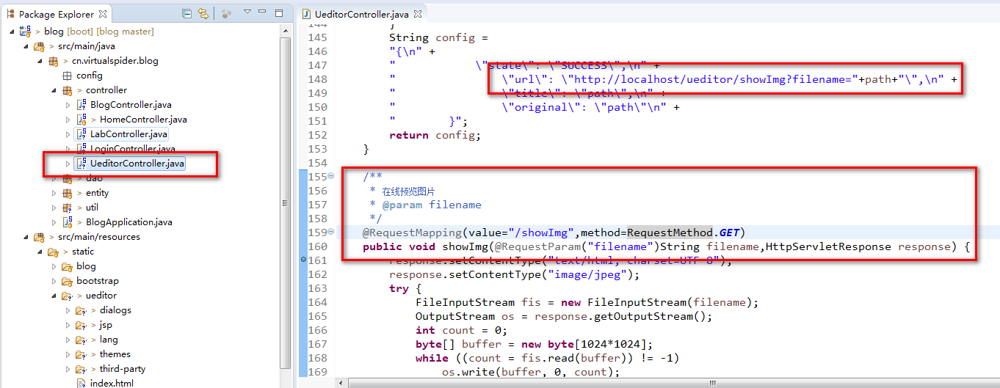 Package Explorer
> blog [boot] [blog master]
> src/main/java
> cn.virtualspider.blog
config
> controller
BlogController.java
> HomeController.java
LabController.java
LoginController.java
UeditorController.java
> dao
> entity
> util
> BlogApplication.java
> src/main/resources
> static
> blog
> bootstrap
> ueditor
> dialogs
> jsp
> lang
> themes
> third-party
index.html
UeditorController.java
144 }
145 String config =
146 "{\n" +
147 " \"state\": \"SUCCESS\",\n" +
148 " \"url\": \"http://localhost/ueditor/showImg?filename="+path+"\",\n" +
149 " \"title\": \"path\",\n" +
150 " \"original\": \"path\"\n" +
151 " }";
152 return config;
153 }
154
155 /**
156 * 在线预览图片
157 * @param filename
158 */
159 @RequestMapping(value="/showImg",method=RequestMethod.GET)
160 public void showImg(@RequestParam("filename")String filename,HttpServletResponse response) {
161 response.setContentType("text/html; charset=UTF-8");
162 response.setContentType("image/jpeg");
163 try {
164 FileInputStream fis = new FileInputStream(filename);
165 OutputStream os = response.getOutputStream();
166 int count = 0;
167 byte[] buffer = new byte[1024*1024];
168 while ((count = fis.read(buffer)) != -1)
169 os.write(buffer, 0, count);